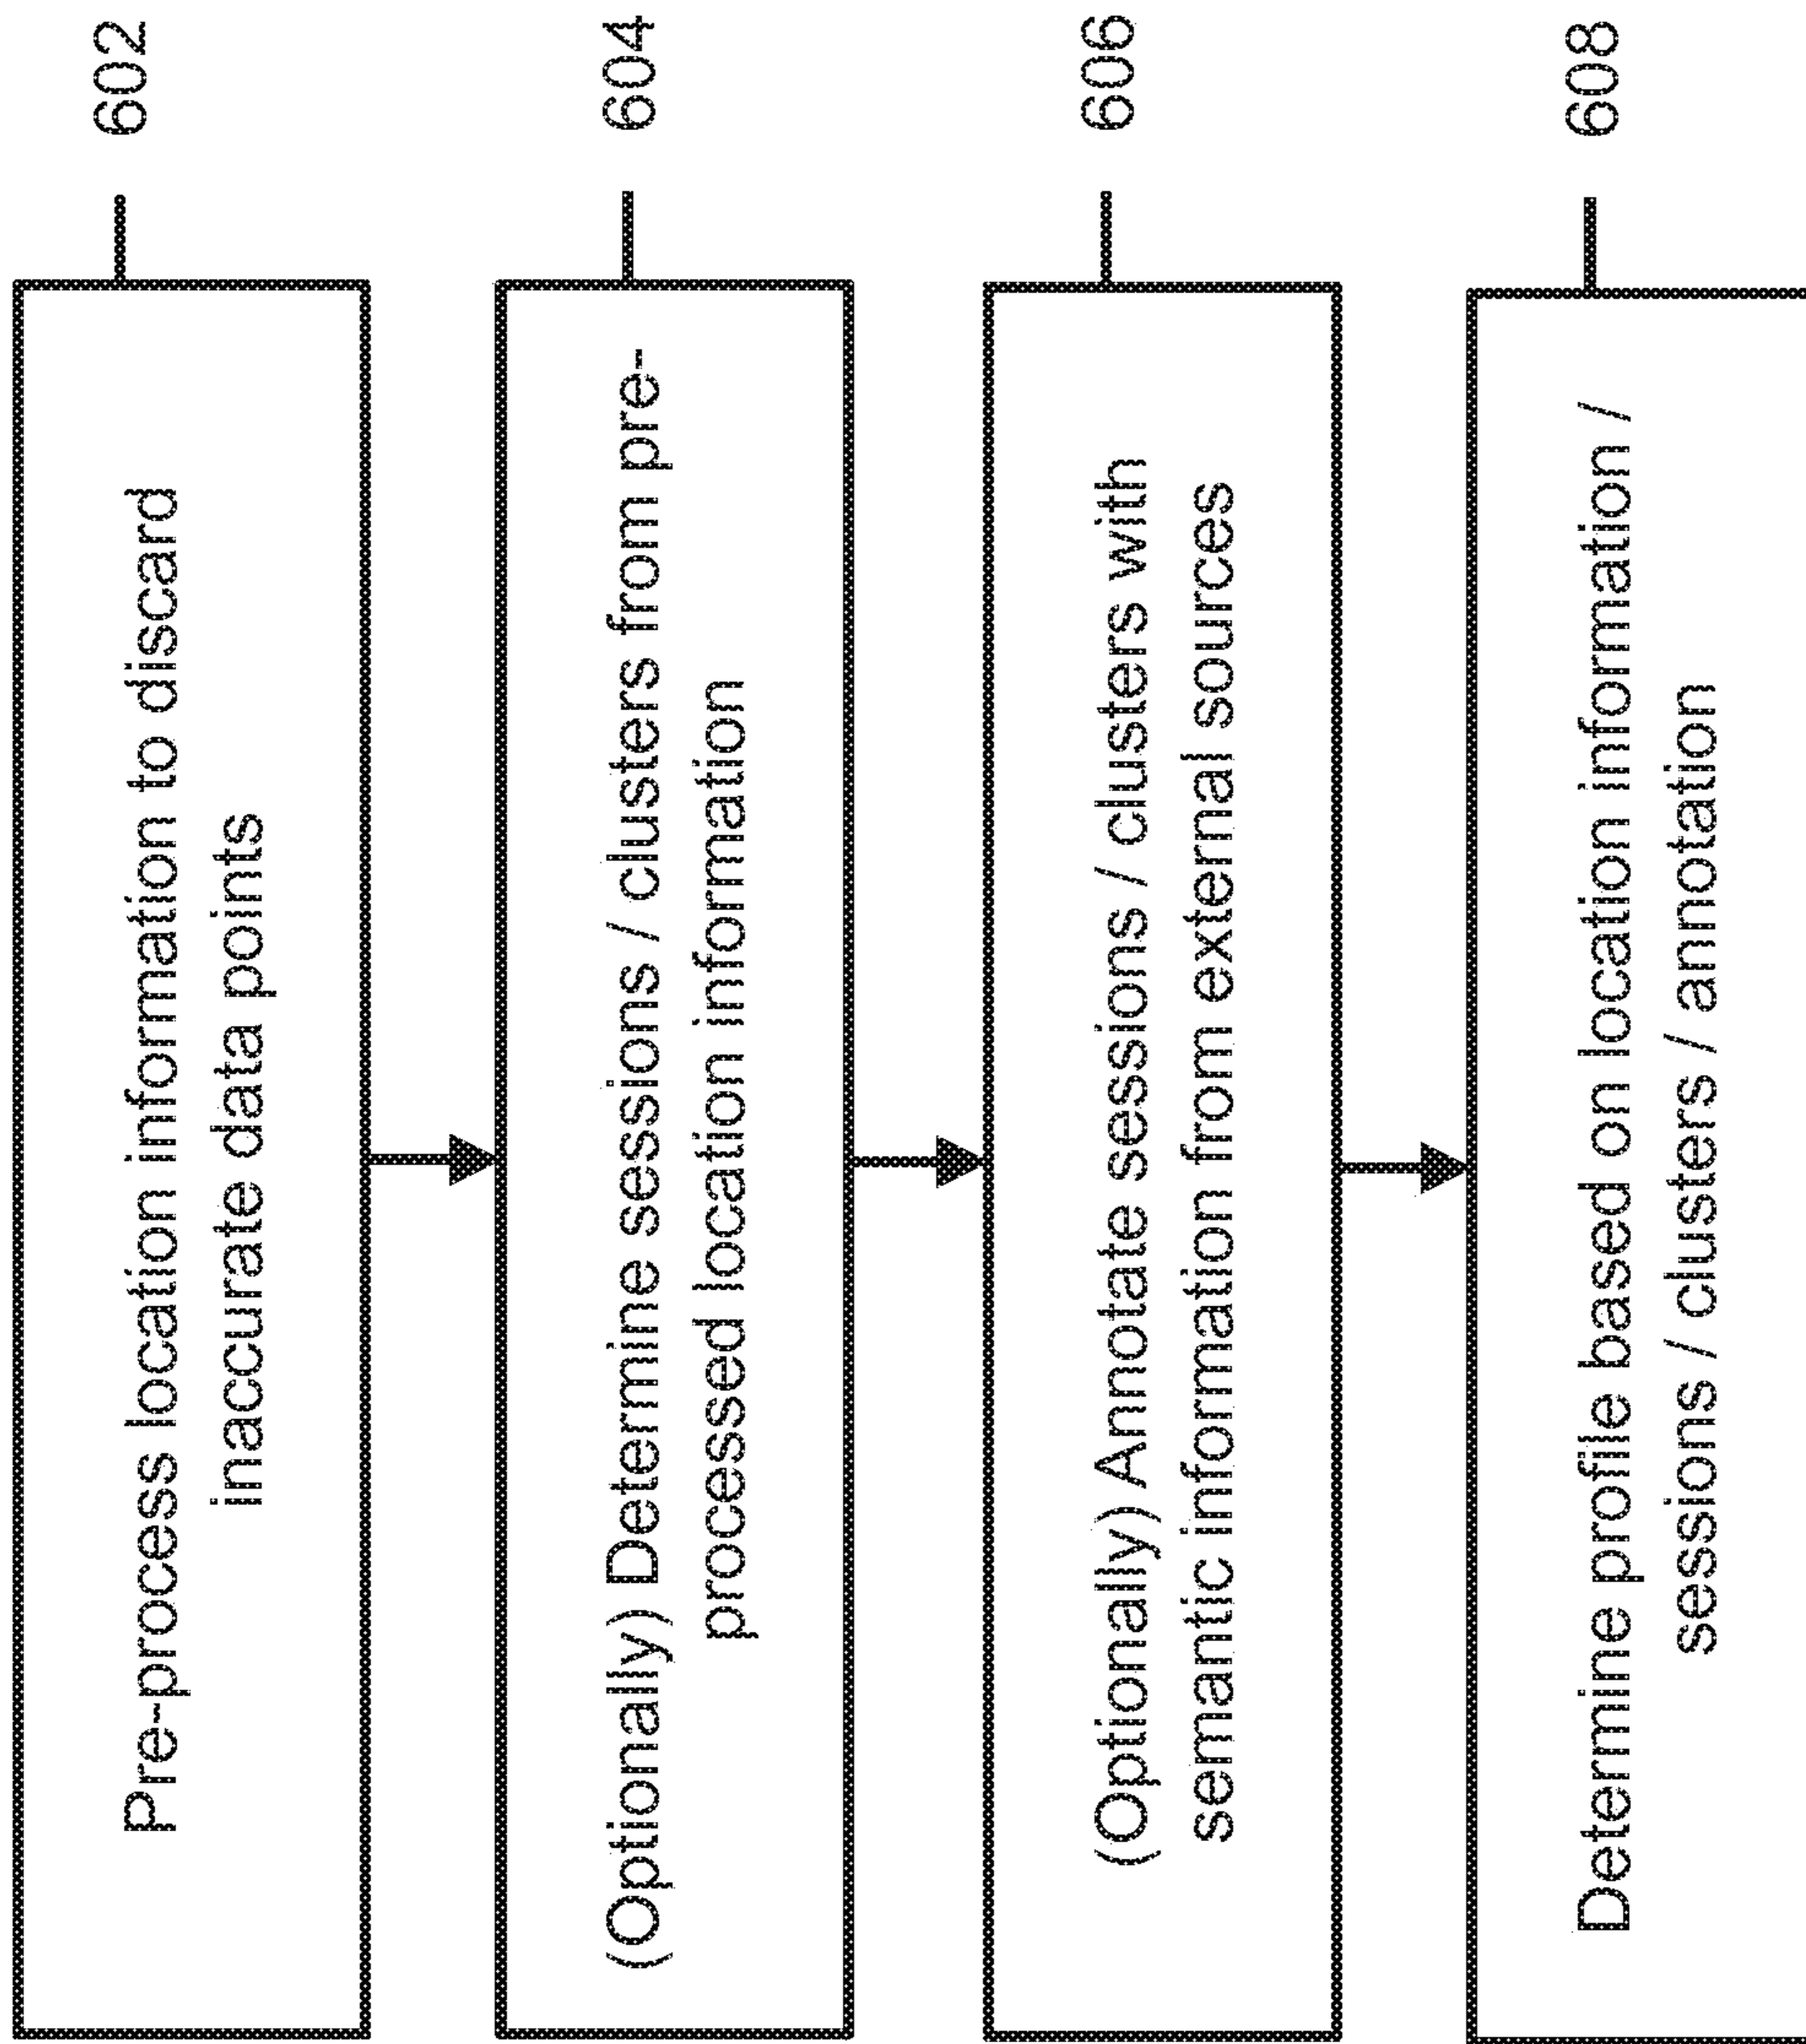 Pre-process location information to discard
inaccurate data points
602
(Optionally) Determine sessions / clusters from pre-
processed location information
604
(Optionally) Annotate sessions / clusters with
semantic information from external sources
606
Determine profile based on location information /
sessions / clusters / annotation
608